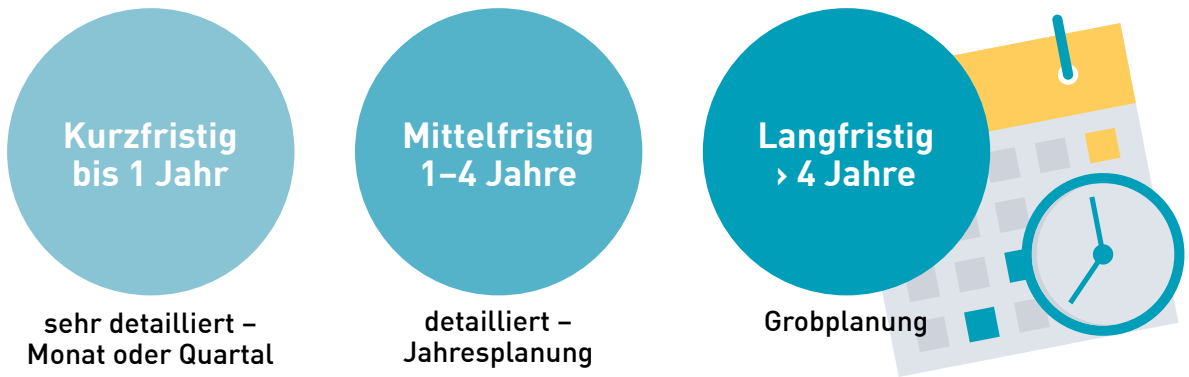 Kurzfristig
bis 1 Jahr
sehr detailliert –
Monat oder Quartal
Mittelfristig
1–4 Jahre
detailliert –
Jahresplanung
Langfristig
› 4 Jahre
Grobplanung